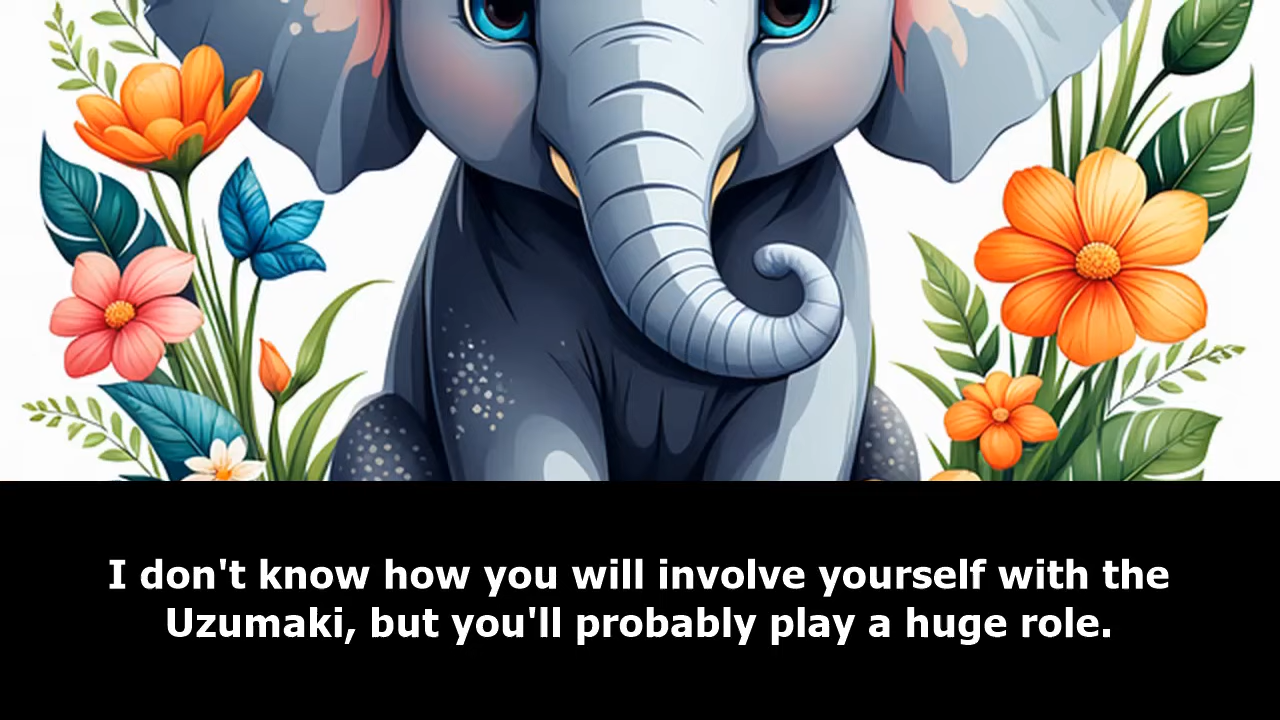 I don't know how you will involve yourself with the
Uzumaki, but you'll probably play a huge role.